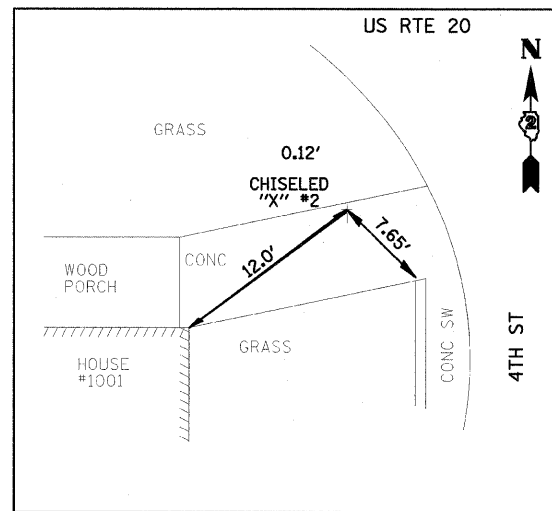 US RTE 20
N
2
GRASS
0.12'
CHISELED
"X" #2
7.65'
12.0'
CONC
WOOD
PORCH
GRASS
HOUSE
#1001
CONC SW
4TH ST